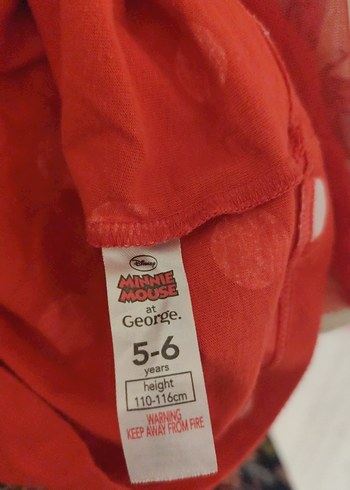 Disney
MINNIE
MOUSE
at
George.
5-6
years
height
110-116cm
WARNING
KEEP AWAY FROM FIRE